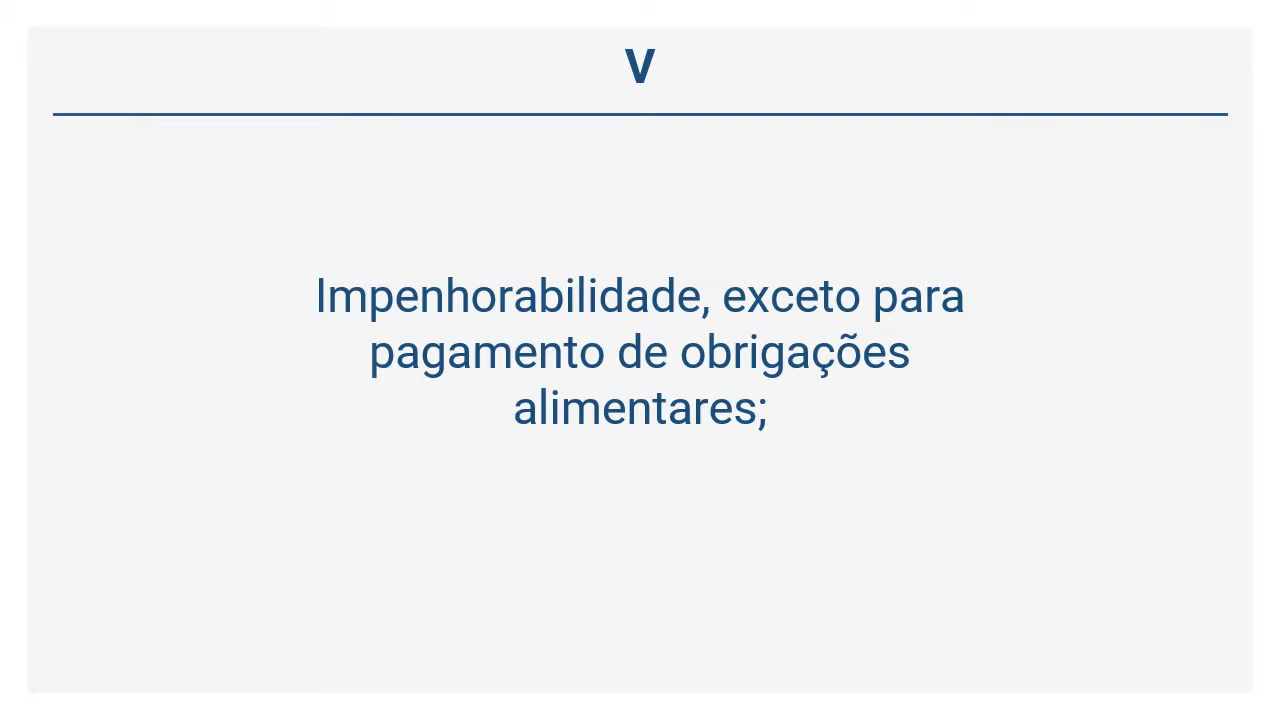 V
Impenhorabilidade, exceto para
pagamento de obrigações
alimentares;